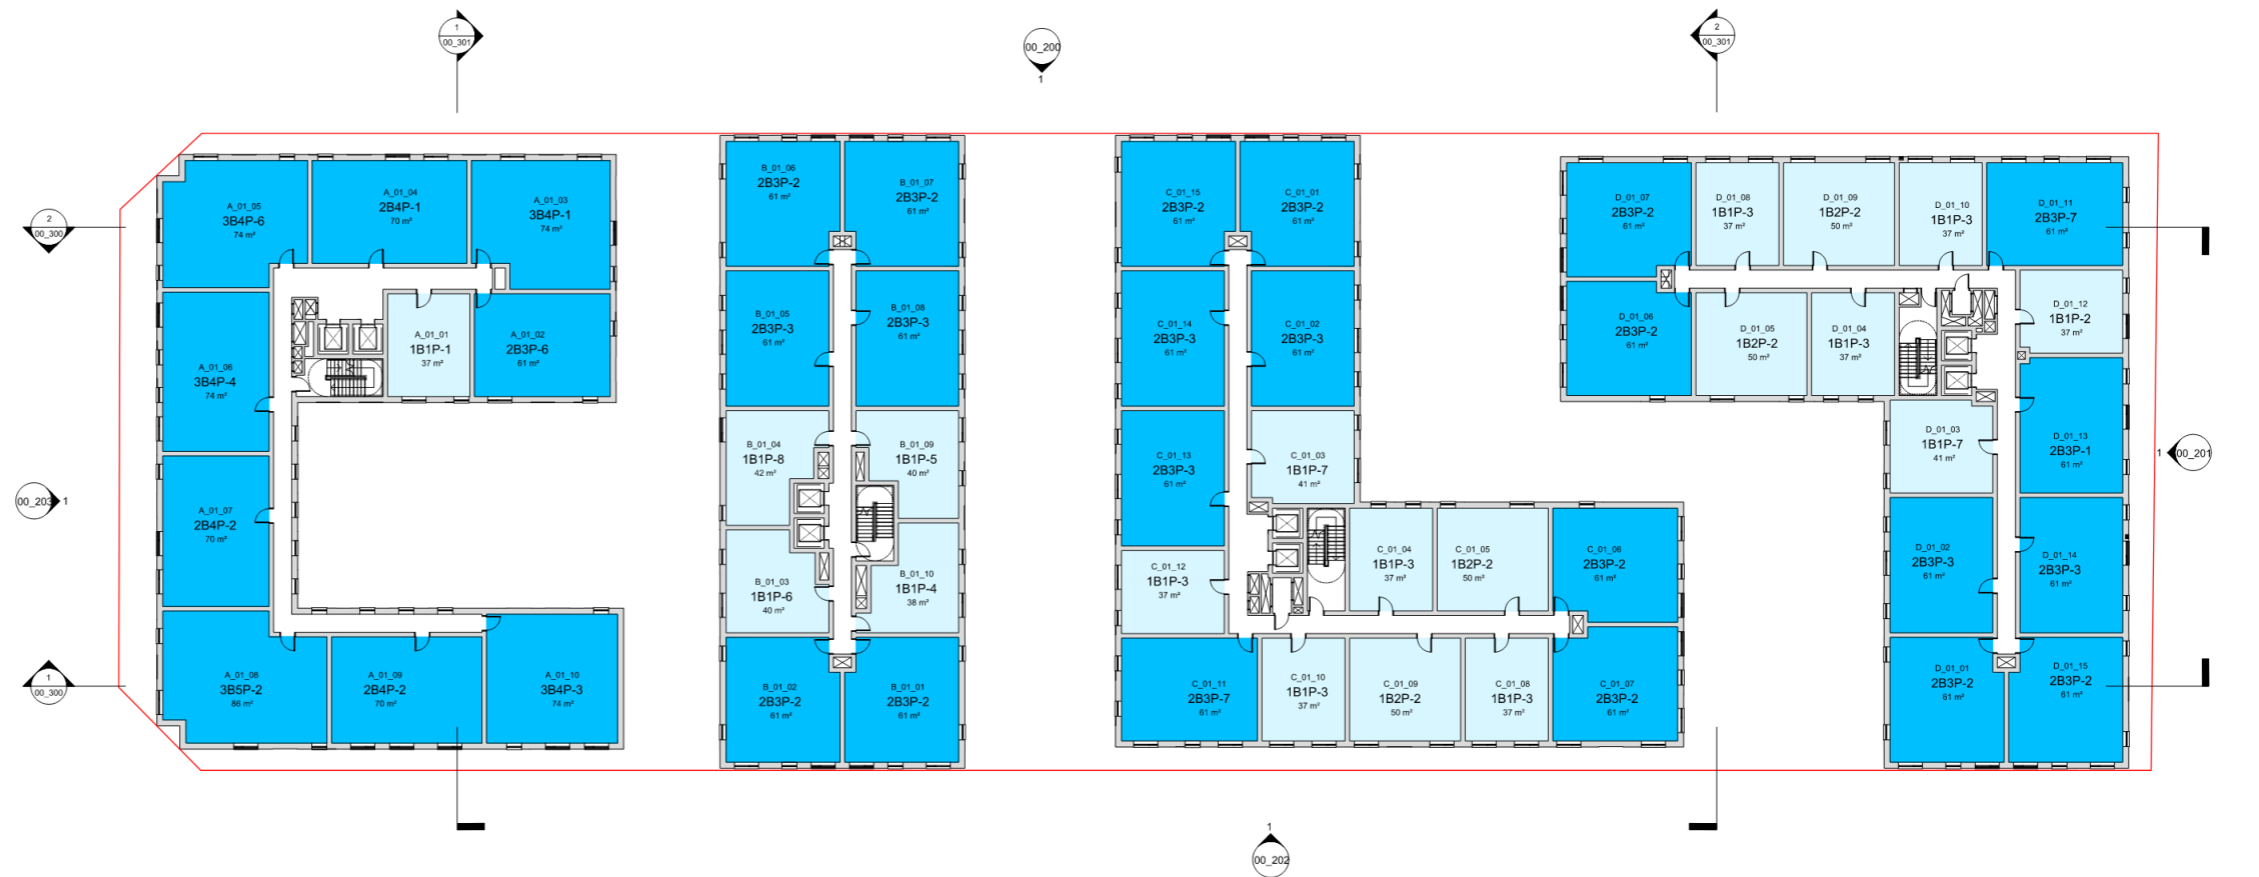 1
00_301
00_200
1
2
00_301
2
00_300
00_203
1
1
00_300
1
00_201
1
00_202
A_01_05
3B4P-6
74 m²
A_01_04
2B4P-1
70 m²
A_01_03
3B4P-1
74 m²
A_01_01
1B1P-1
37 m²
A_01_02
2B3P-6
61 m²
A_01_06
3B4P-4
74 m²
A_01_07
2B4P-2
70 m²
A_01_08
3B5P-2
86 m²
A_01_09
2B4P-2
70 m²
A_01_10
3B4P-3
74 m²
B_01_06
2B3P-2
61 m²
B_01_07
2B3P-2
61 m²
B_01_05
2B3P-3
61 m²
B_01_08
2B3P-3
61 m²
B_01_04
1B1P-8
42 m²
B_01_09
1B1P-5
40 m²
B_01_03
1B1P-6
40 m²
B_01_10
1B1P-4
38 m²
B_01_02
2B3P-2
61 m²
B_01_01
2B3P-2
61 m²
C_01_15
2B3P-2
61 m²
C_01_01
2B3P-2
61 m²
C_01_14
2B3P-3
61 m²
C_01_02
2B3P-3
61 m²
C_01_13
2B3P-3
61 m²
C_01_03
1B1P-7
41 m²
C_01_12
1B1P-3
37 m²
C_01_04
1B1P-3
37 m²
C_01_05
1B2P-2
50 m²
C_01_06
2B3P-2
61 m²
C_01_11
2B3P-7
61 m²
C_01_10
1B1P-3
37 m²
C_01_09
1B2P-2
50 m²
C_01_08
1B1P-3
37 m²
C_01_07
2B3P-2
61 m²
D_01_07
2B3P-2
61 m²
D_01_08
1B1P-3
37 m²
D_01_09
1B2P-2
50 m²
D_01_10
1B1P-3
37 m²
D_01_11
2B3P-7
61 m²
D_01_06
2B3P-2
61 m²
D_01_05
1B2P-2
50 m²
D_01_04
1B1P-3
37 m²
D_01_12
1B1P-2
37 m²
D_01_03
1B1P-7
41 m²
D_01_13
2B3P-1
61 m²
D_01_02
2B3P-3
61 m²
D_01_14
2B3P-3
61 m²
D_01_01
2B3P-2
61 m²
D_01_15
2B3P-2
61 m²